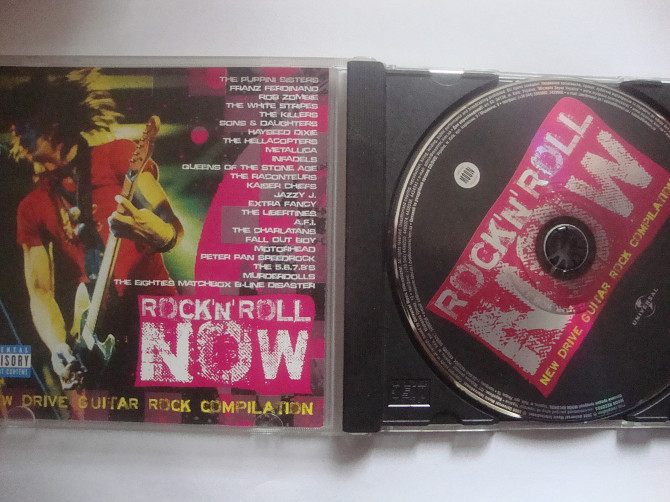 THE PUPPINI SISTERS
FRANZ FERDINAND
ROB ZOMBIE
THE WHITE STRIPES
THE KILLERS
SONS & DAUGHTERS
HAYSEED DIXIE
THE HELLACOPTERS
METALLICA
INFADELS
QUEENS OF THE STONE AGE
THE RACONTEURS
KAISER CHIEFS
JAZZY J.
EXTRA FANCY
THE LIBERTINES
A.F.I.
THE CHARLATANS
FALL OUT BOY
MOTORHEAD
PETER PAN SPEEDROCK
THE 5.6.7.8'S
MURDERDOLLS
THE EIGHTIES MATCHBOX B-LINE DISASTER
ROCK'N'ROLL
NOW
DRIVE GUITAR ROCK COMPILATION
ROCK'N'ROLL
NOW
NEW DRIVE GUITAR ROCK COMPILATION
UNIVERSAL